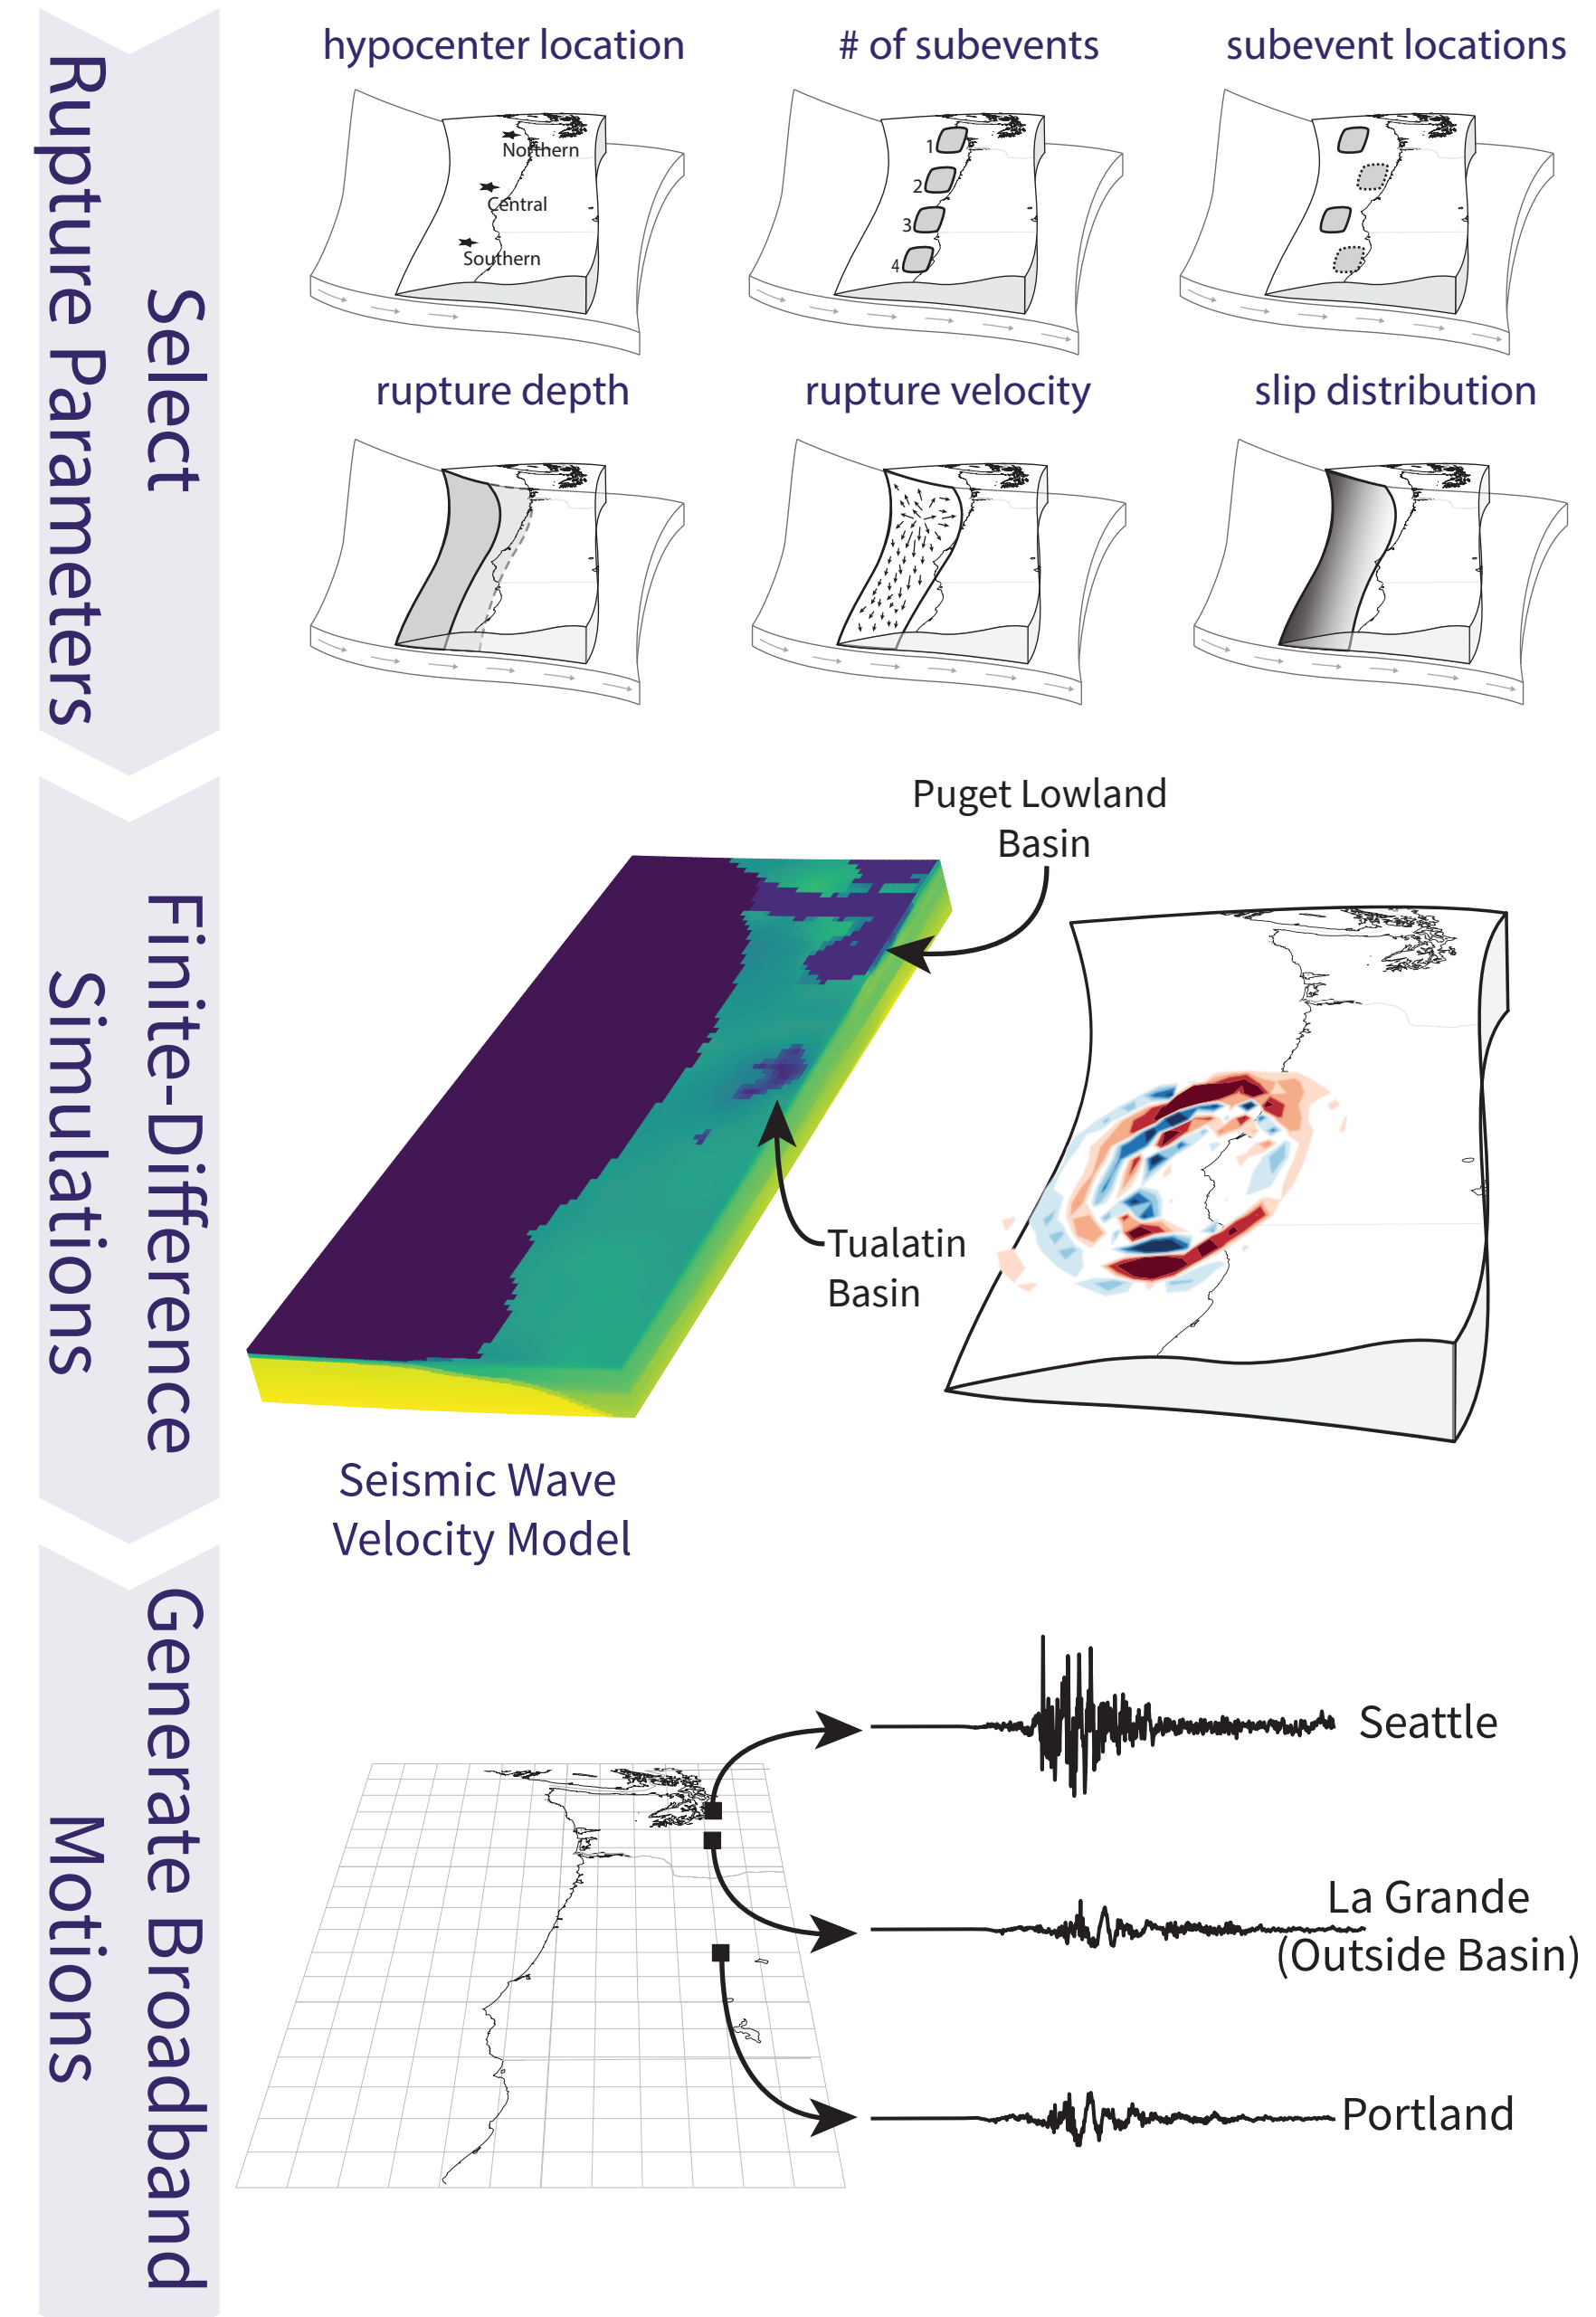 Select
Rupture Parameters
hypocenter location
# of subevents
subevent locations
Northern
Central
Southern
1
2
3
4
rupture depth
rupture velocity
slip distribution
Finite-Difference
Simulations
Puget Lowland
Basin
Tualatin
Basin
Seismic Wave
Velocity Model
Generate Broadband
Motions
Seattle
La Grande
(Outside Basin)
Portland